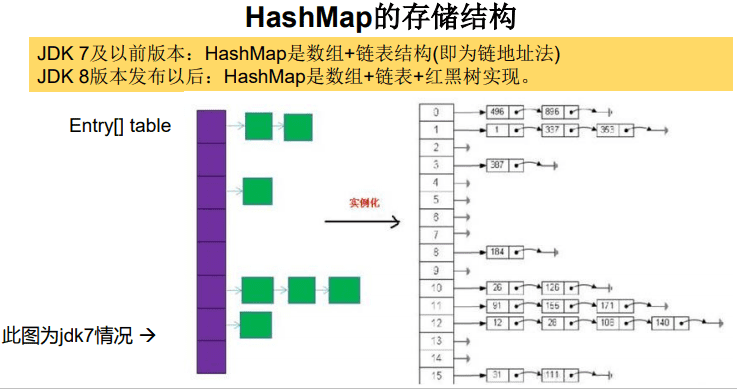 HashMap的存储结构
JDK 7及以前版本：HashMap是数组+链表结构(即为链地址法)
JDK 8版本发布以后：HashMap是数组+链表+红黑树实现。
Entry[] table
实例化
此图为jdk7情况 →
0 496 896
1 1 337 353
2
3 387
4
5
6
7
8 184
9
10 26 126
11 91 171
12 12 28 140
13
14
15 31 111